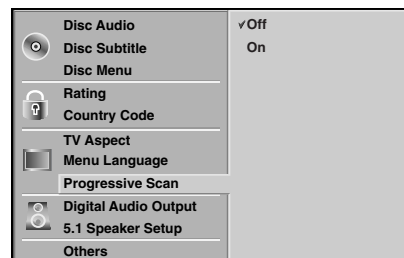 Disc Audio
Disc Subtitle
Disc Menu
Rating
Country Code
TV Aspect
Menu Language
Progressive Scan
Digital Audio Output
5.1 Speaker Setup
Others
✓Off
On